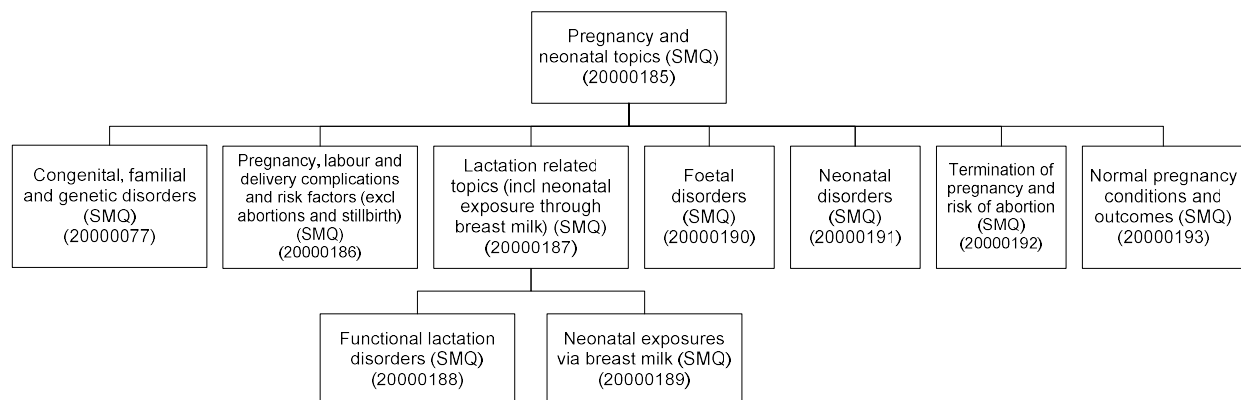 Pregnancy and
neonatal topics (SMQ)
(20000185)
Congenital, familial
and genetic disorders
(SMQ)
(20000077)
Pregnancy, labour and
delivery complications
and risk factors (excl
abortions and stillbirth)
(SMQ)
(20000186)
Lactation related
topics (incl neonatal
exposure through
breast milk) (SMQ)
(20000187)
Foetal
disorders
(SMQ)
(20000190)
Neonatal
disorders
(SMQ)
(20000191)
Termination of
pregnancy and
risk of abortion
(SMQ)
(20000192)
Normal pregnancy
conditions and
outcomes (SMQ)
(20000193)
Functional lactation
disorders (SMQ)
(20000188)
Neonatal exposures
via breast milk (SMQ)
(20000189)